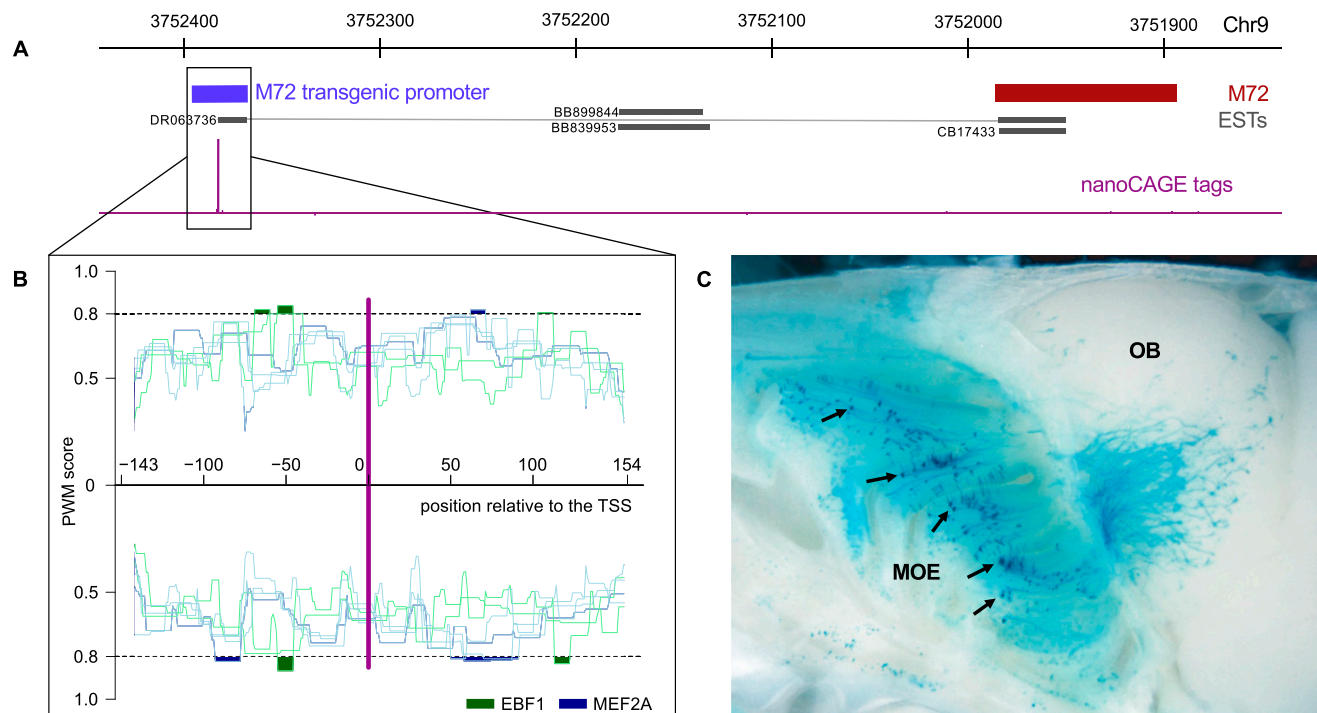 3752400 3752300 3752200 3752100 3752000 3751900 Chr9
A
M72 transgenic promoter M72
DR063736 BB899844 ESTs
BB839953 CB17433
nanoCAGE tags
B
C
1.0
0.8
0.5
−143 −100 −50 0 50 100 154
0
position relative to the TSS
PWM score
0.5
0.8
1.0
EBF1 MEF2A
OB
MOE